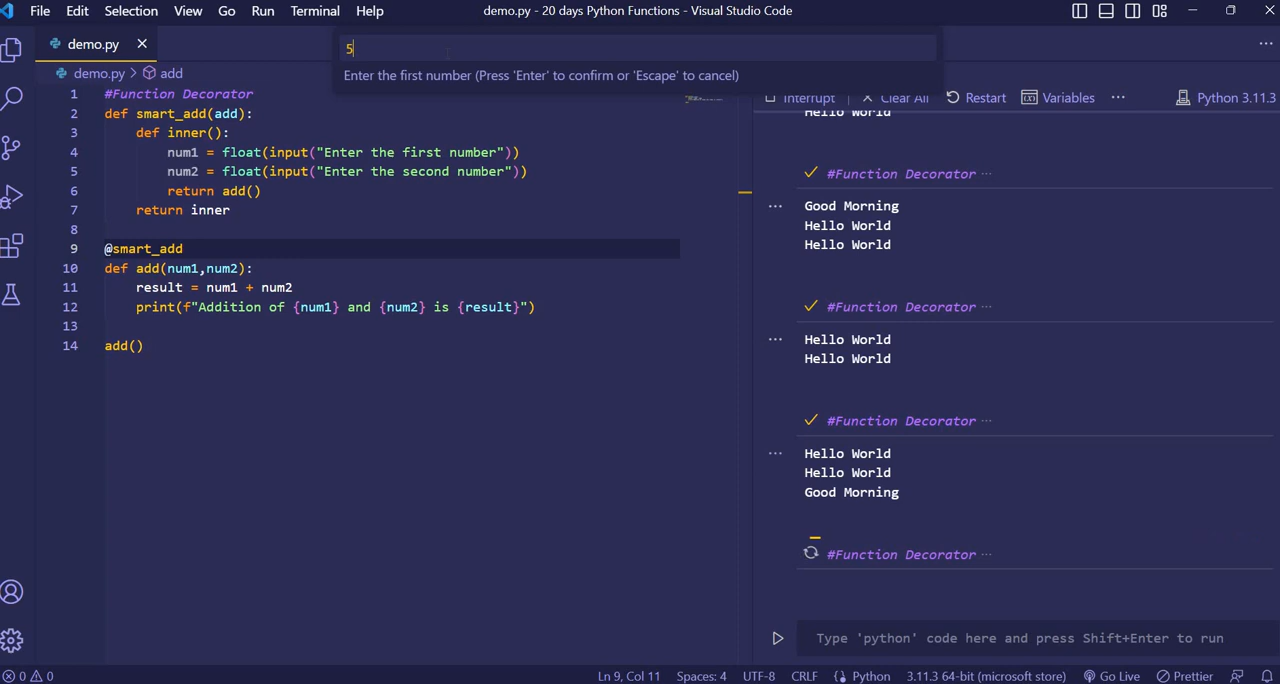 File Edit Selection View Go Run Terminal Help demo.py - 20 days Python Functions - Visual Studio Code
demo.py
5
Enter the first number (Press 'Enter' to confirm or 'Escape' to cancel)
demo.py > add
Interrupt Clear All Restart Variables ... Python 3.11.3
1 #Function Decorator
2 def smart_add(add):
3 def inner():
4 num1 = float(input("Enter the first number"))
5 num2 = float(input("Enter the second number"))
6 return add()
7 return inner
8
9 @smart_add
10 def add(num1,num2):
11 result = num1 + num2
12 print(f"Addition of {num1} and {num2} is {result}")
13
14 add()
Hello World
#Function Decorator ...
Good Morning
Hello World
Hello World
#Function Decorator ...
Hello World
Hello World
#Function Decorator ...
Hello World
Hello World
Good Morning
#Function Decorator ...
Type 'python' code here and press Shift+Enter to run
0 0 Ln 9, Col 11 Spaces: 4 UTF-8 CRLF Python 3.11.3 64-bit (microsoft store) Go Live Prettier